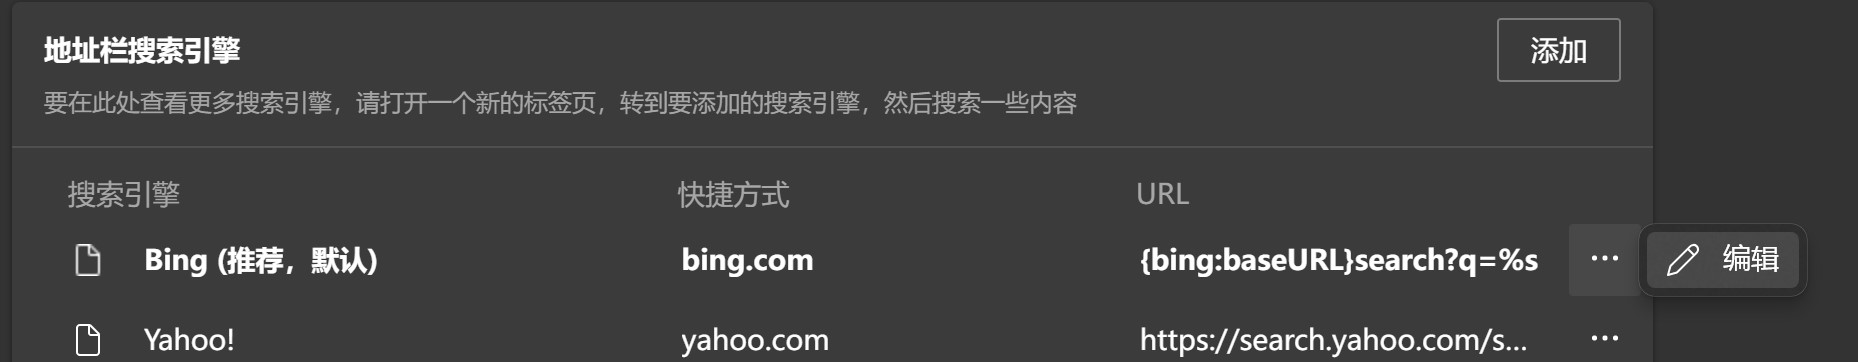 地址栏搜索引擎
添加
要在此处查看更多搜索引擎，请打开一个新的标签页，转到要添加的搜索引擎，然后搜索一些内容
搜索引擎 快捷方式 URL
Bing (推荐，默认) bing.com {bing:baseURL}search?q=%s ... 编辑
Yahoo! yahoo.com https://search.yahoo.com/s... ...